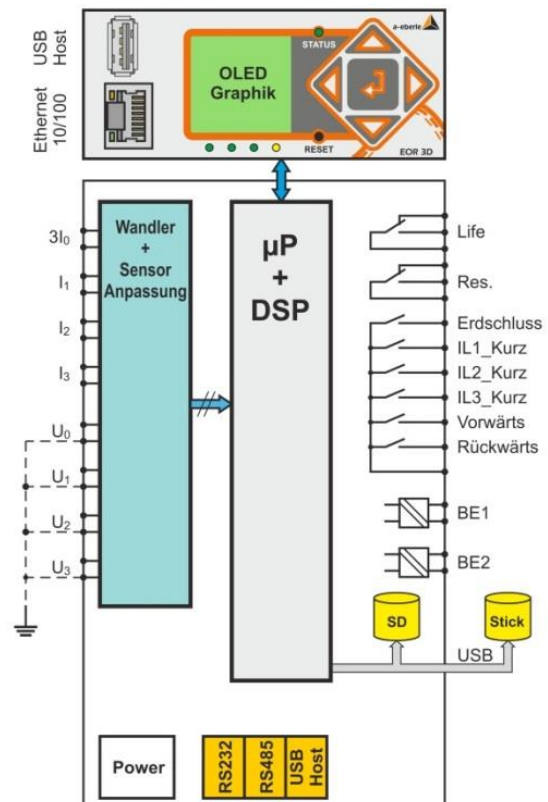 USB
Host
Ethernet
10/100
OLED
Graphik
STATUS
a-eberle
RESET
EOR 3D
3I₀
I₁
I₂
I₃
U₀
U₁
U₂
U₃
Wandler
+
Sensor
Anpassung
µP
+
DSP
Life
Res.
Erdschluss
IL1_Kurz
IL2_Kurz
IL3_Kurz
Vorwärts
Rückwärts
BE1
BE2
SD
Stick
USB
Power
RS232
RS485
USB
Host